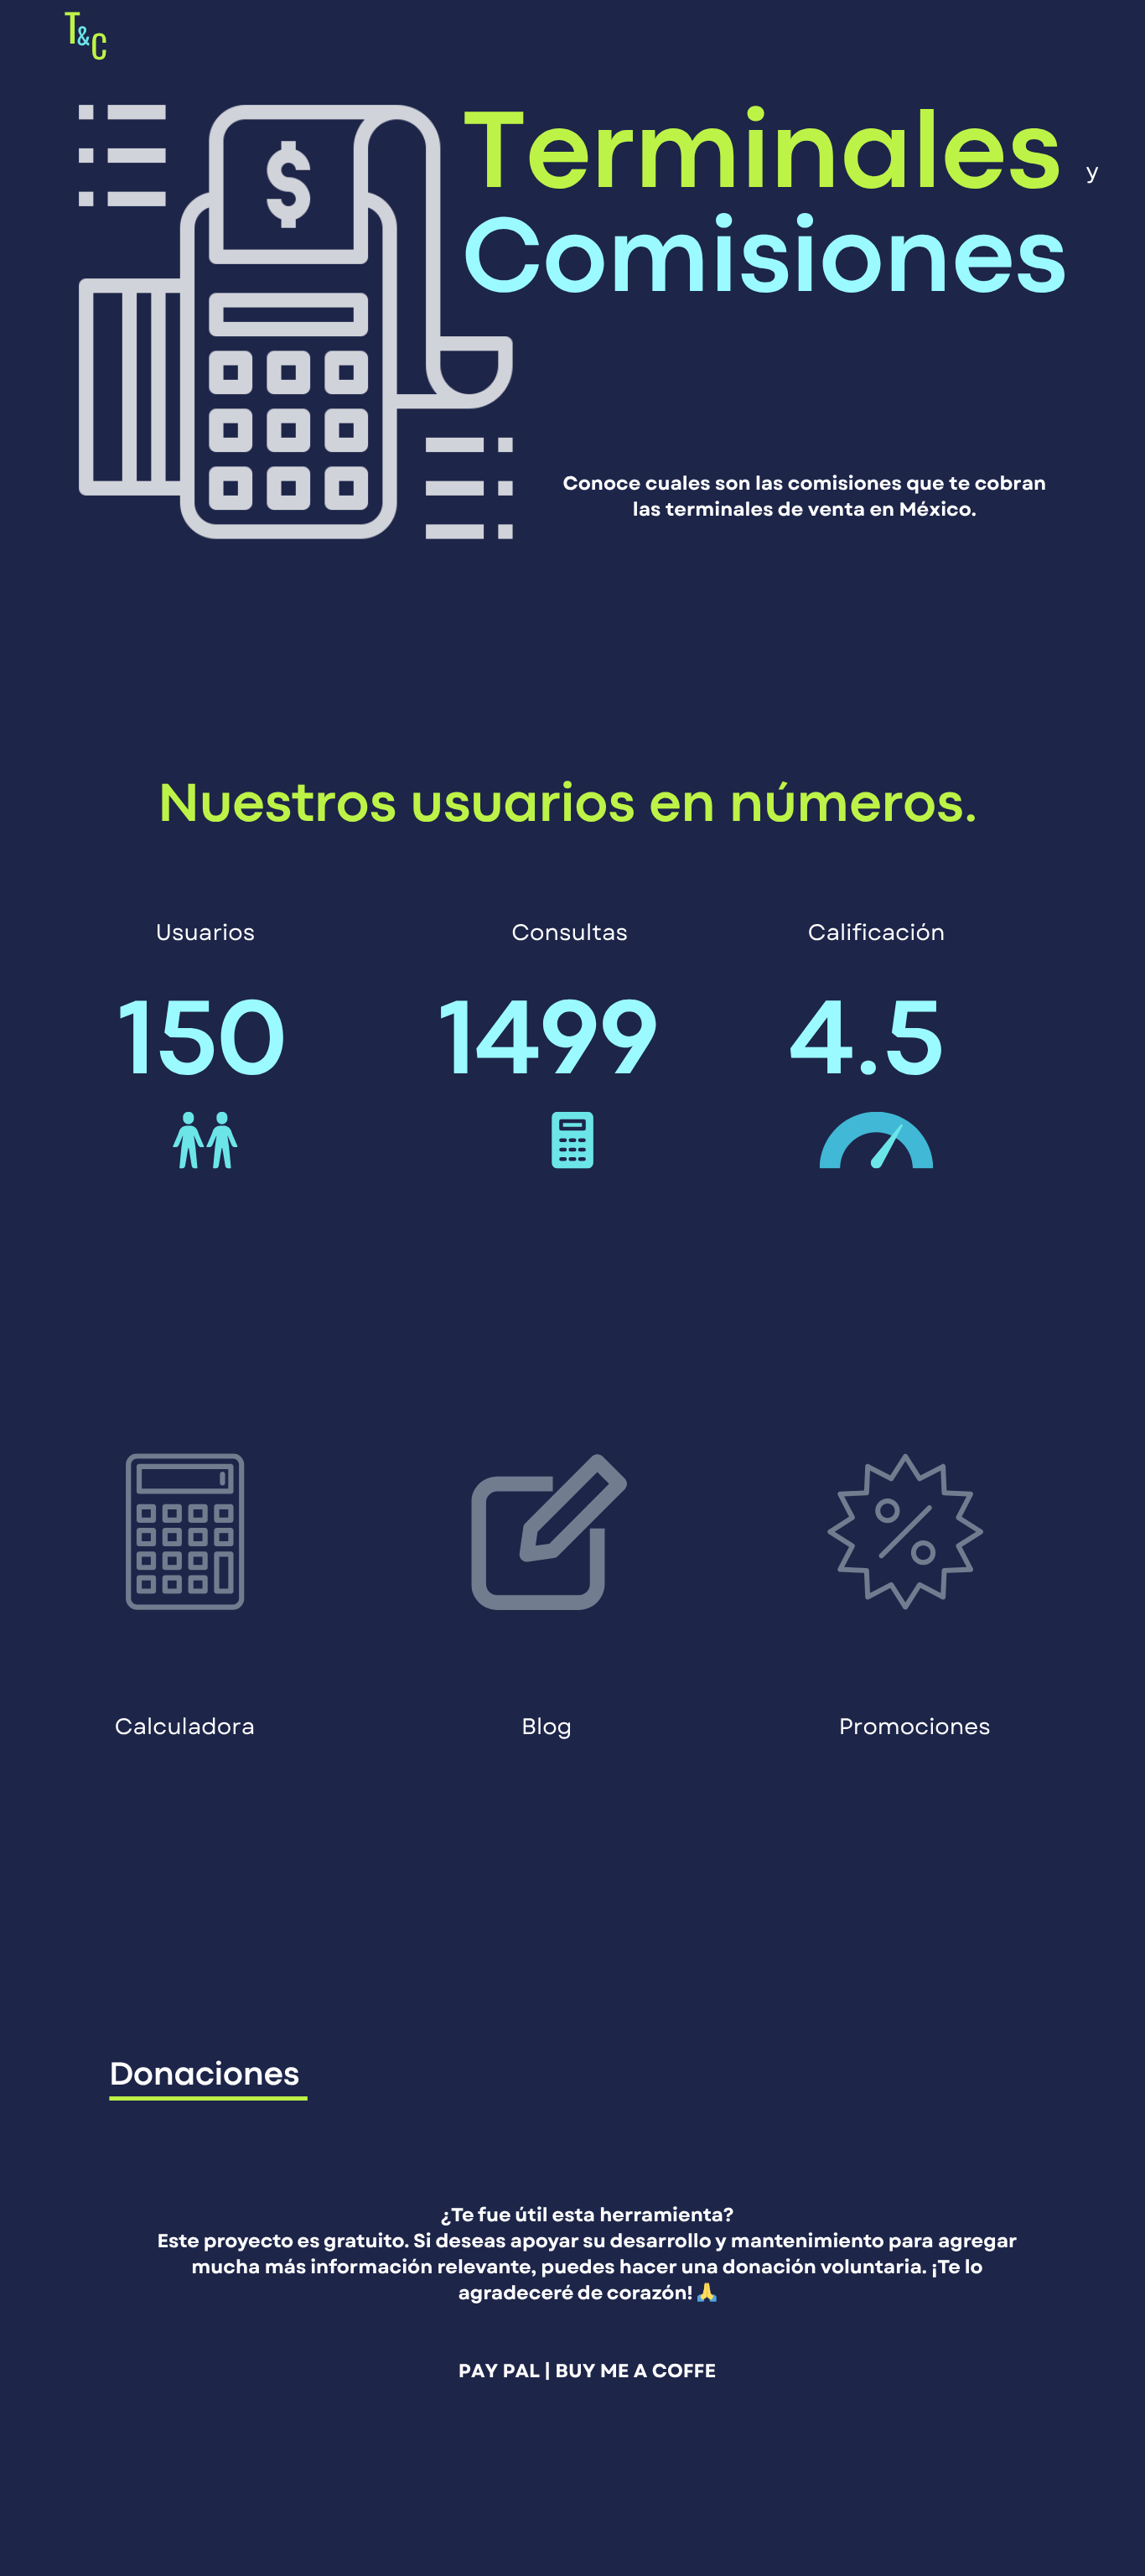 T&C
$
Terminales y
Comisiones
Conoce cuales son las comisiones que te cobran
las terminales de venta en México.
Nuestros usuarios en números.
Usuarios
Consultas
Calificación
150
1499
4.5
%
Calculadora
Blog
Promociones
Donaciones
¿Te fue útil esta herramienta?
Este proyecto es gratuito. Si deseas apoyar su desarrollo y mantenimiento para agregar
mucha más información relevante, puedes hacer una donación voluntaria. ¡Te lo
agradeceré de corazón! 🙏
PAY PAL | BUY ME A COFFE